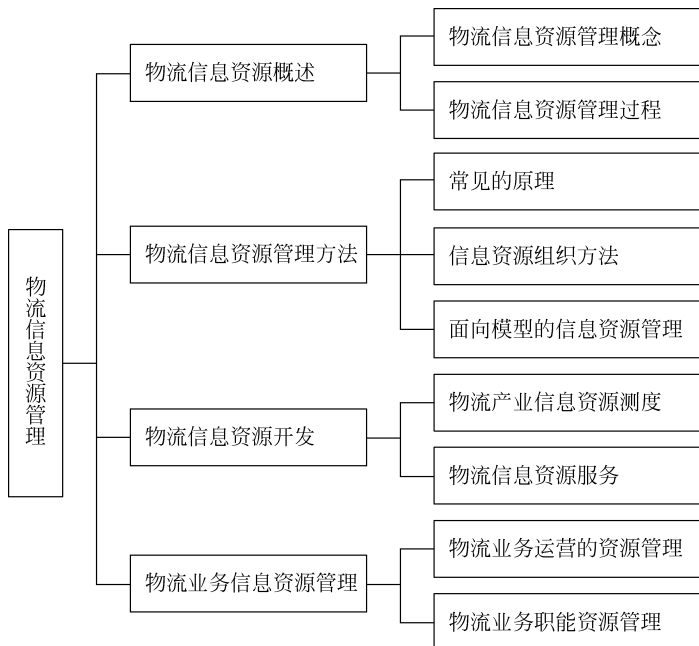 物流信息资源管理
物流信息资源概述
物流信息资源管理概念
物流信息资源管理过程
物流信息资源管理方法
常见的原理
信息资源组织方法
面向模型的信息资源管理
物流信息资源开发
物流产业信息资源测度
物流信息资源服务
物流业务信息资源管理
物流业务运营的资源管理
物流业务职能资源管理